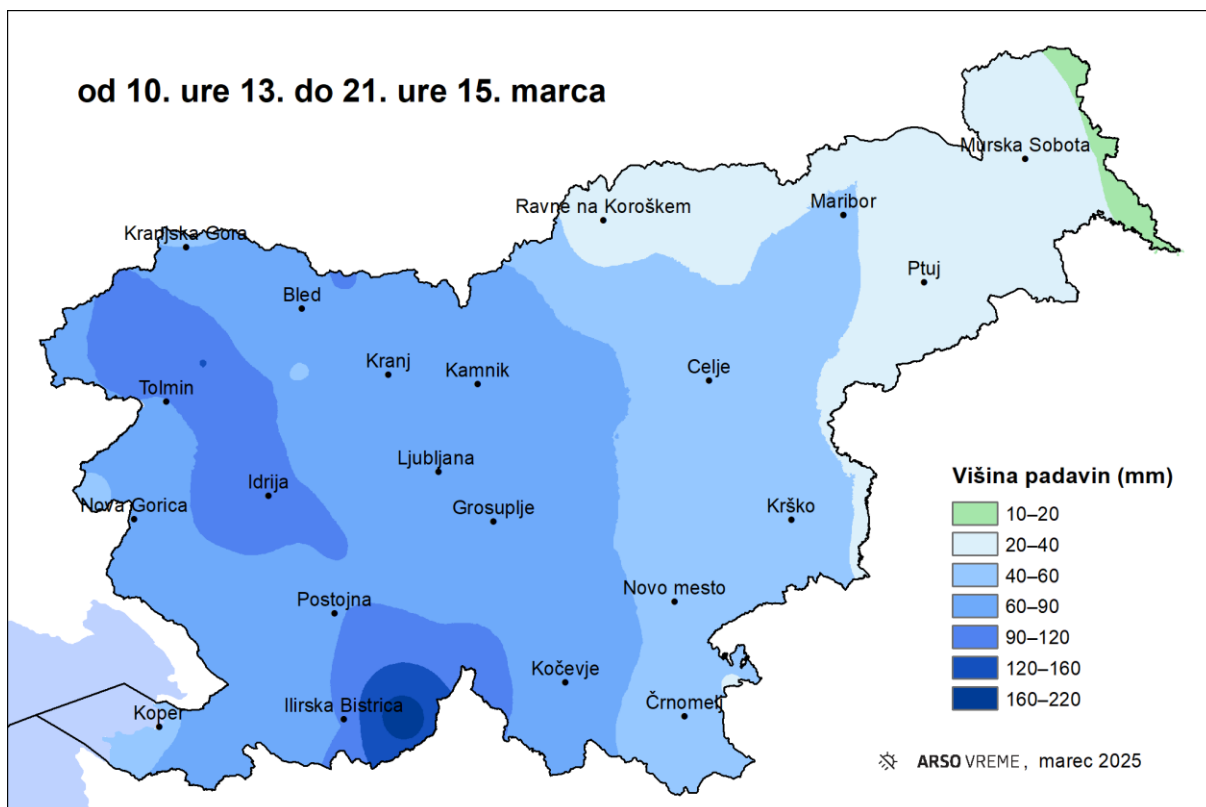 od 10. ure 13. do 21. ure 15. marca
Murska Sobota
Ravne na Koroškem
Maribor
Kranjska Gora
Ptuj
Bled
Kranj
Kamnik
Celje
Tolmin
Ljubljana
Idrija
Nova Gorica
Grosuplje
Krško
Postojna
Novo mesto
Kočevje
Koper
Ilirska Bistrica
Črnomelj
Višina padavin (mm)
10–20
20–40
40–60
60–90
90–120
120–160
160–220
ARSO VREME, marec 2025